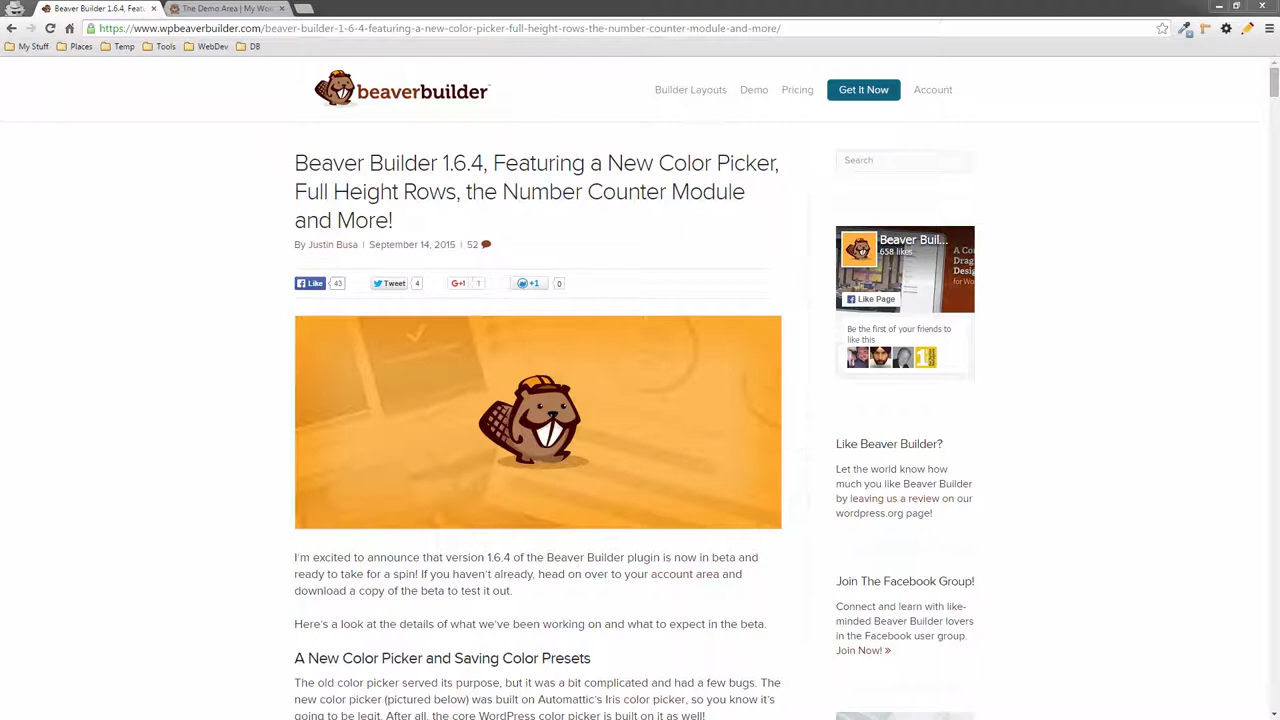 Beaver Builder 1.6.4, Featu
The Demo Area | My Woo
https://www.wpbeaverbuilder.com/beaver-builder-1-6-4-featuring-a-new-color-picker-full-height-rows-the-number-counter-module-and-more/
My Stuff Places Temp Tools WebDev DB
beaverbuilder
Builder Layouts Demo Pricing Get It Now Account
Beaver Builder 1.6.4, Featuring a New Color Picker,
Full Height Rows, the Number Counter Module
and More!
By Justin Busa | September 14, 2015 | 52
Like 43 Tweet 4 G+1 1 +1 0
I'm excited to announce that version 1.6.4 of the Beaver Builder plugin is now in beta and
ready to take for a spin! If you haven't already, head on over to your account area and
download a copy of the beta to test it out.
Here's a look at the details of what we've been working on and what to expect in the beta.
A New Color Picker and Saving Color Presets
The old color picker served its purpose, but it was a bit complicated and had a few bugs. The
new color picker (pictured below) was built on Automattic's Iris color picker, so you know it's
going to be legit. After all, the core WordPress color picker is built on it as well!
Search
Beaver Buil...
658 likes
A Co
Drag
Desig
for Wo
Like Page
Be the first of your friends to
like this
Like Beaver Builder?
Let the world know how
much you like Beaver Builder
by leaving us a review on our
wordpress.org page!
Join The Facebook Group!
Connect and learn with like-
minded Beaver Builder lovers
in the Facebook user group.
Join Now! »